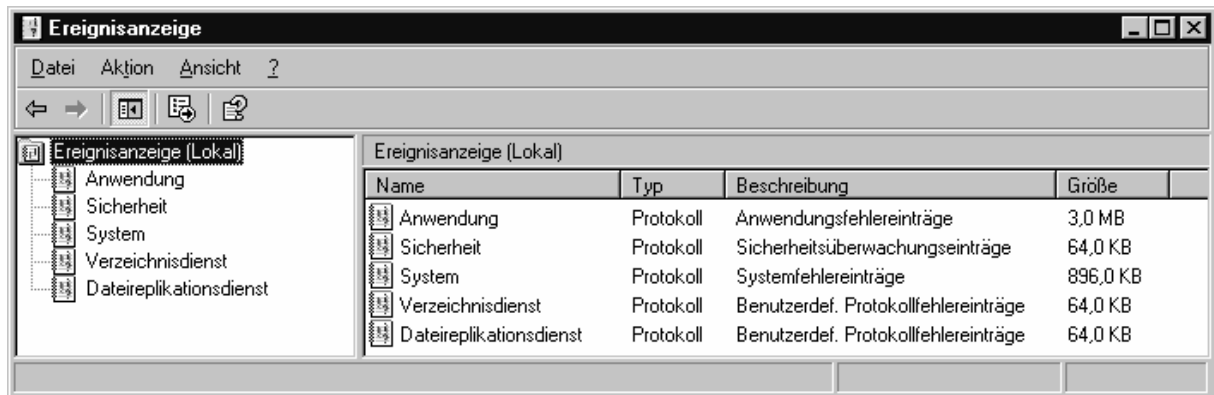 Ereignisanzeige
Datei Aktion Ansicht ?
Ereignisanzeige (Lokal)
Anwendung
Sicherheit
System
Verzeichnisdienst
Dateireplikationsdienst
Ereignisanzeige (Lokal)
Name Typ Beschreibung Größe
Anwendung Protokoll Anwendungsfehlereinträge 3,0 MB
Sicherheit Protokoll Sicherheitsüberwachungseinträge 64,0 KB
System Protokoll Systemfehlereinträge 896,0 KB
Verzeichnisdienst Protokoll Benutzerdef. Protokollfehlereinträge 64,0 KB
Dateireplikationsdienst Protokoll Benutzerdef. Protokollfehlereinträge 64,0 KB